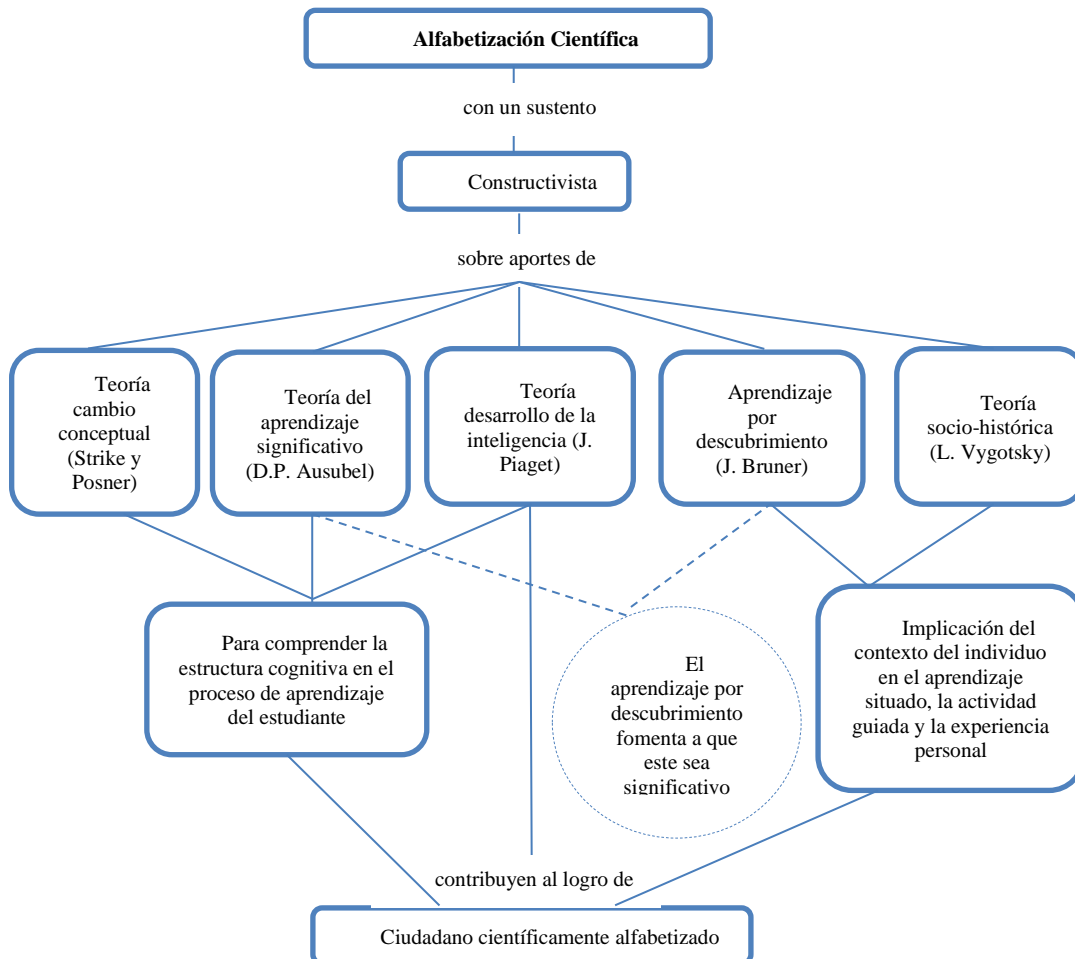 Alfabetización Científica
con un sustento
Constructivista
sobre aportes de
Teoría
cambio
conceptual
(Strike y
Posner)
Teoría del
aprendizaje
significativo
(D.P. Ausubel)
Teoría
desarrollo de la
inteligencia (J.
Piaget)
Aprendizaje
por
descubrimiento
(J. Bruner)
Teoría
socio-histórica
(L. Vygotsky)
Para comprender la
estructura cognitiva en el
proceso de aprendizaje
del estudiante
El
aprendizaje por
descubrimiento
fomenta a que
este sea
significativo
Implicación del
contexto del individuo
en el aprendizaje
situado, la actividad
guiada y la experiencia
personal
contribuyen al logro de
Ciudadano científicamente alfabetizado